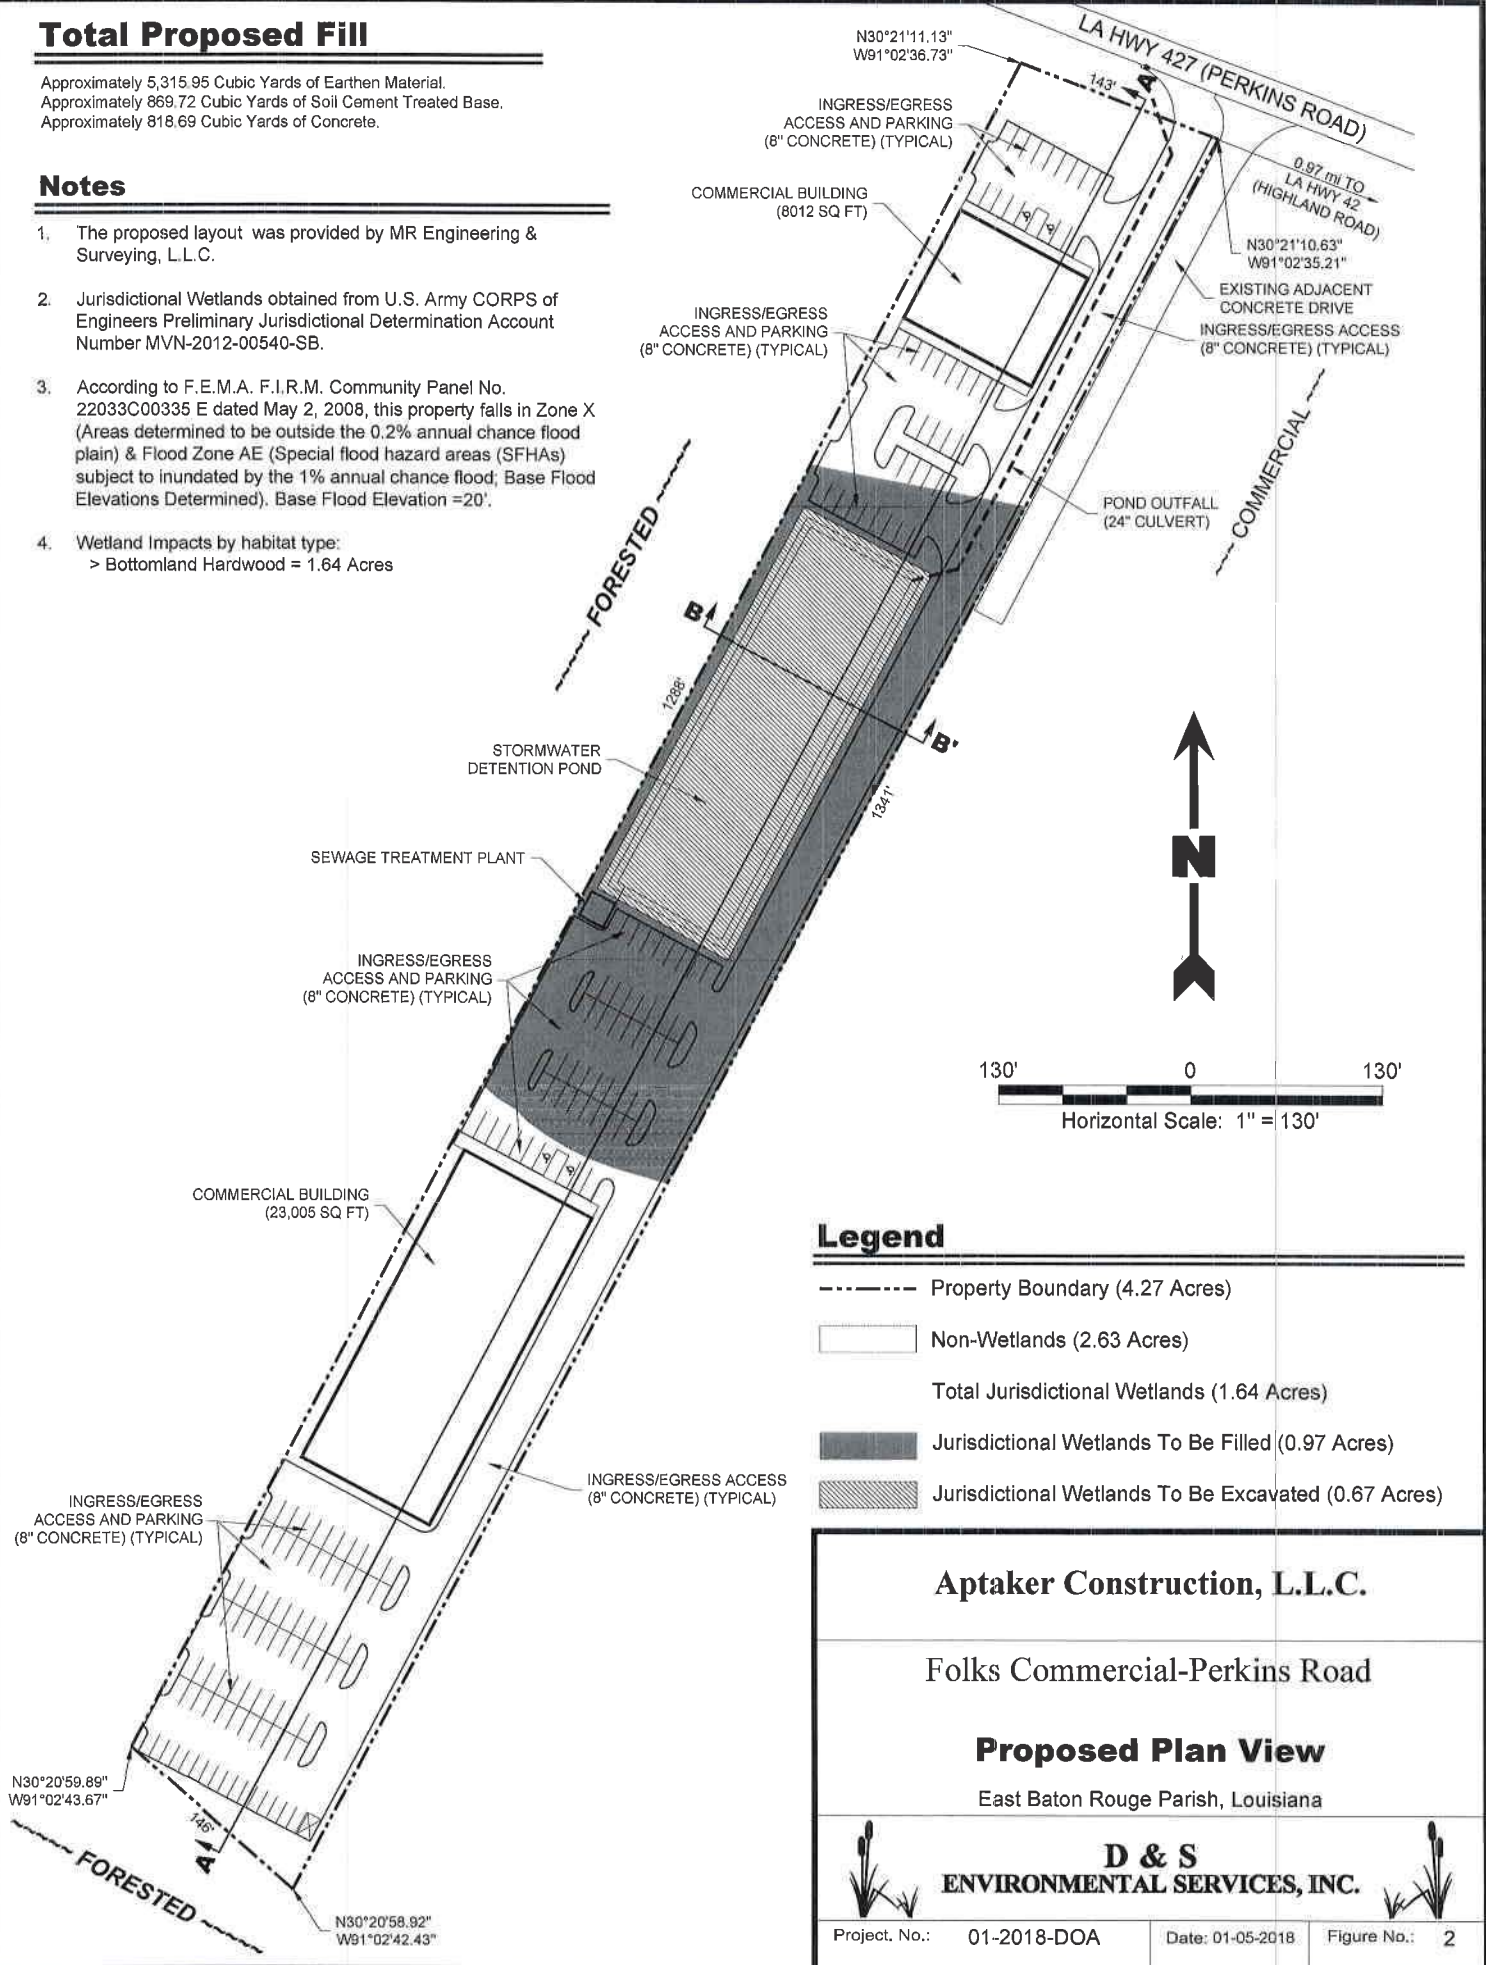 Total Proposed Fill
Approximately 5,315.95 Cubic Yards of Earthen Material.
Approximately 869.72 Cubic Yards of Soil Cement Treated Base.
Approximately 818.69 Cubic Yards of Concrete.
Notes
1. The proposed layout was provided by MR Engineering &
Surveying, L.L.C.
2. Jurisdictional Wetlands obtained from U.S. Army CORPS of
Engineers Preliminary Jurisdictional Determination Account
Number MVN-2012-00540-SB.
3. According to F.E.M.A. F.I.R.M. Community Panel No.
22033C00335 E dated May 2, 2008, this property falls in Zone X
(Areas determined to be outside the 0.2% annual chance flood
plain) & Flood Zone AE (Special flood hazard areas (SFHAs)
subject to inundated by the 1% annual chance flood; Base Flood
Elevations Determined). Base Flood Elevation =20'.
4. Wetland Impacts by habitat type:
> Bottomland Hardwood = 1.64 Acres
N30°21'11.13"
W91°02'36.73"
LA HWY 427 (PERKINS ROAD)
143'
A'
INGRESS/EGRESS
ACCESS AND PARKING
(8" CONCRETE) (TYPICAL)
0.97 mi TO
LA HWY 42
(HIGHLAND ROAD)
COMMERCIAL BUILDING
(8012 SQ FT)
N30°21'10.63"
W91°02'35.21"
EXISTING ADJACENT
CONCRETE DRIVE
INGRESS/EGRESS ACCESS
(8" CONCRETE) (TYPICAL)
INGRESS/EGRESS
ACCESS AND PARKING
(8" CONCRETE) (TYPICAL)
COMMERCIAL
FORESTED
POND OUTFALL
(24" CULVERT)
B
B'
1288'
1341'
STORMWATER
DETENTION POND
SEWAGE TREATMENT PLANT
N
INGRESS/EGRESS
ACCESS AND PARKING
(8" CONCRETE) (TYPICAL)
130' 0 130'
Horizontal Scale: 1" = 130'
COMMERCIAL BUILDING
(23,005 SQ FT)
INGRESS/EGRESS ACCESS
(8" CONCRETE) (TYPICAL)
INGRESS/EGRESS
ACCESS AND PARKING
(8" CONCRETE) (TYPICAL)
N30°20'59.89"
W91°02'43.67"
146'
A
FORESTED
N30°20'58.92"
W91°02'42.43"
Legend
Property Boundary (4.27 Acres)
Non-Wetlands (2.63 Acres)
Total Jurisdictional Wetlands (1.64 Acres)
Jurisdictional Wetlands To Be Filled (0.97 Acres)
Jurisdictional Wetlands To Be Excavated (0.67 Acres)
Aptaker Construction, L.L.C.
Folks Commercial-Perkins Road
Proposed Plan View
East Baton Rouge Parish, Louisiana
D & S
ENVIRONMENTAL SERVICES, INC.
Project. No.: 01-2018-DOA
Date: 01-05-2018
Figure No.: 2